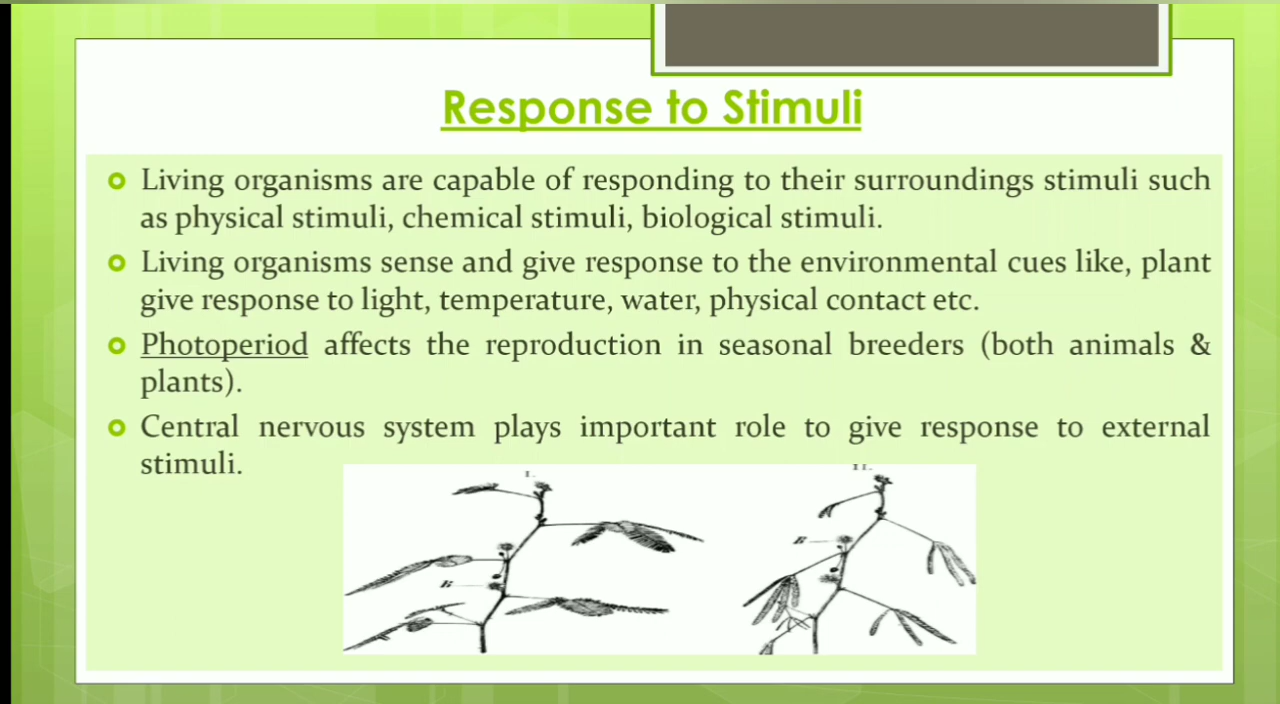 Response to Stimuli
Living organisms are capable of responding to their surroundings stimuli such
as physical stimuli, chemical stimuli, biological stimuli.
Living organisms sense and give response to the environmental cues like, plant
give response to light, temperature, water, physical contact etc.
Photoperiod affects the reproduction in seasonal breeders (both animals &
plants).
Central nervous system plays important role to give response to external
stimuli.
I.
II.
B
B